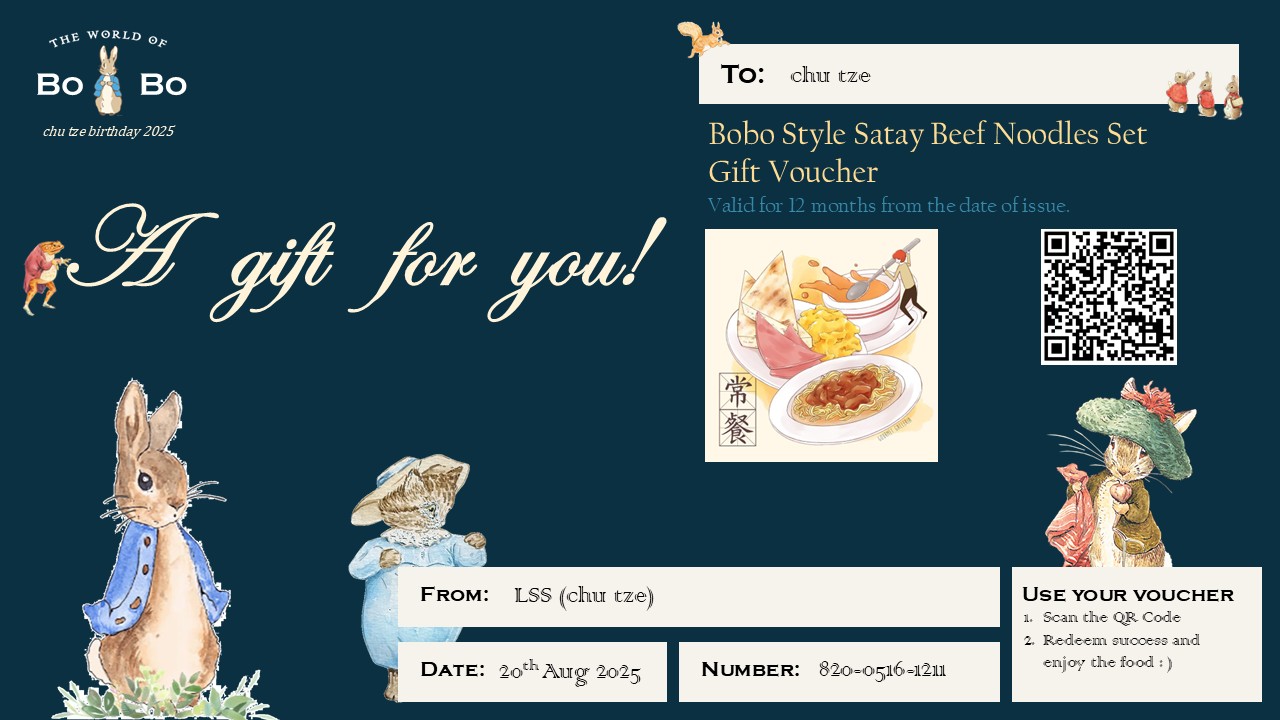 THE WORLD OF
BO BO
chu tze birthday 2025
A gift for you!
TO: chu tze
Bobo Style Satay Beef Noodles Set
Gift Voucher
Valid for 12 months from the date of issue.
常
餐
FROM: LSS (chu tze)
DATE: 20th Aug 2025
NUMBER: 820-0516-1211
USE YOUR VOUCHER
1. Scan the QR Code
2. Redeem success and
enjoy the food : )